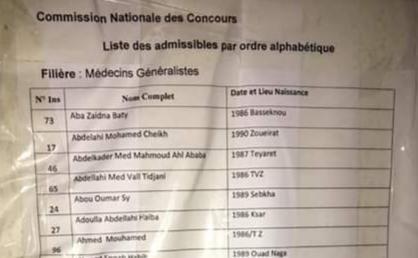 Commission Nationale des Concours
Liste des admissibles par ordre alphabétique
Filière : Médecins Généralistes
N° Ins Nom Complet Date et Lieu Naissance
73 Aba Zaidna Baty 1986 Basseknou
17 Abdelahi Mohamed Cheikh 1990 Zoueirat
46 Abdelkader Med Mahmoud Ahl Ababa 1987 Teyaret
65 Abdellahi Med Vall Tidjani 1986 TVZ
24 Abou Oumar Sy 1989 Sebkha
27 Adoulla Abdellahi 1986 Ksar
96 Ahmed Mouhamed 1986/T Z
1989 Ouad Naga